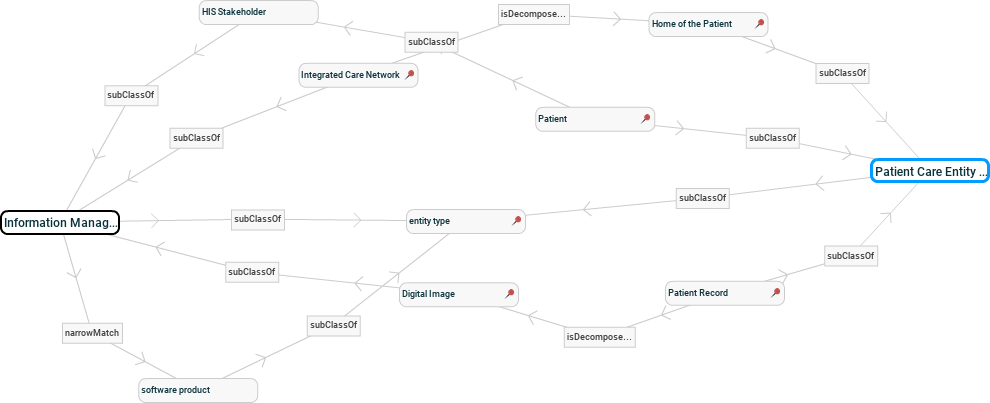 HIS Stakeholder
isDecompose...
Home of the Patient
subClassOf
Integrated Care Network
subClassOf
subClassOf
Patient
subClassOf
subClassOf
Patient Care Entity ...
subClassOf
Information Manag...
subClassOf
entity type
subClassOf
subClassOf
Digital Image
Patient Record
subClassOf
narrowMatch
isDecompose...
software product